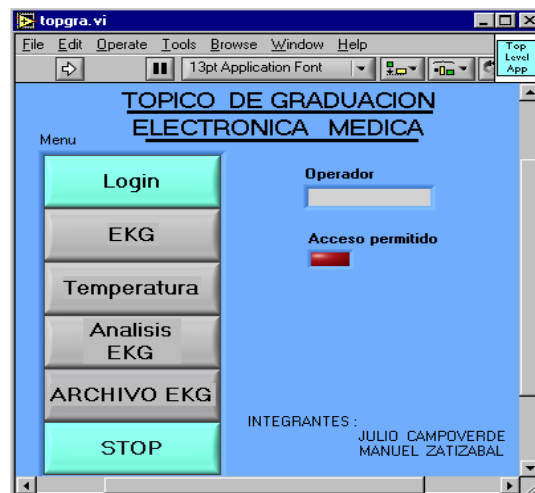 topgra.vi
File Edit Operate Tools Browse Window Help
13pt Application Font
Top
Level
App
TOPICO DE GRADUACION
ELECTRONICA MEDICA
Menu
Login
EKG
Temperatura
Analisis
EKG
ARCHIVO EKG
STOP
Operador
Acceso permitido
INTEGRANTES :
JULIO CAMPOVERDE
MANUEL ZATIZABAL